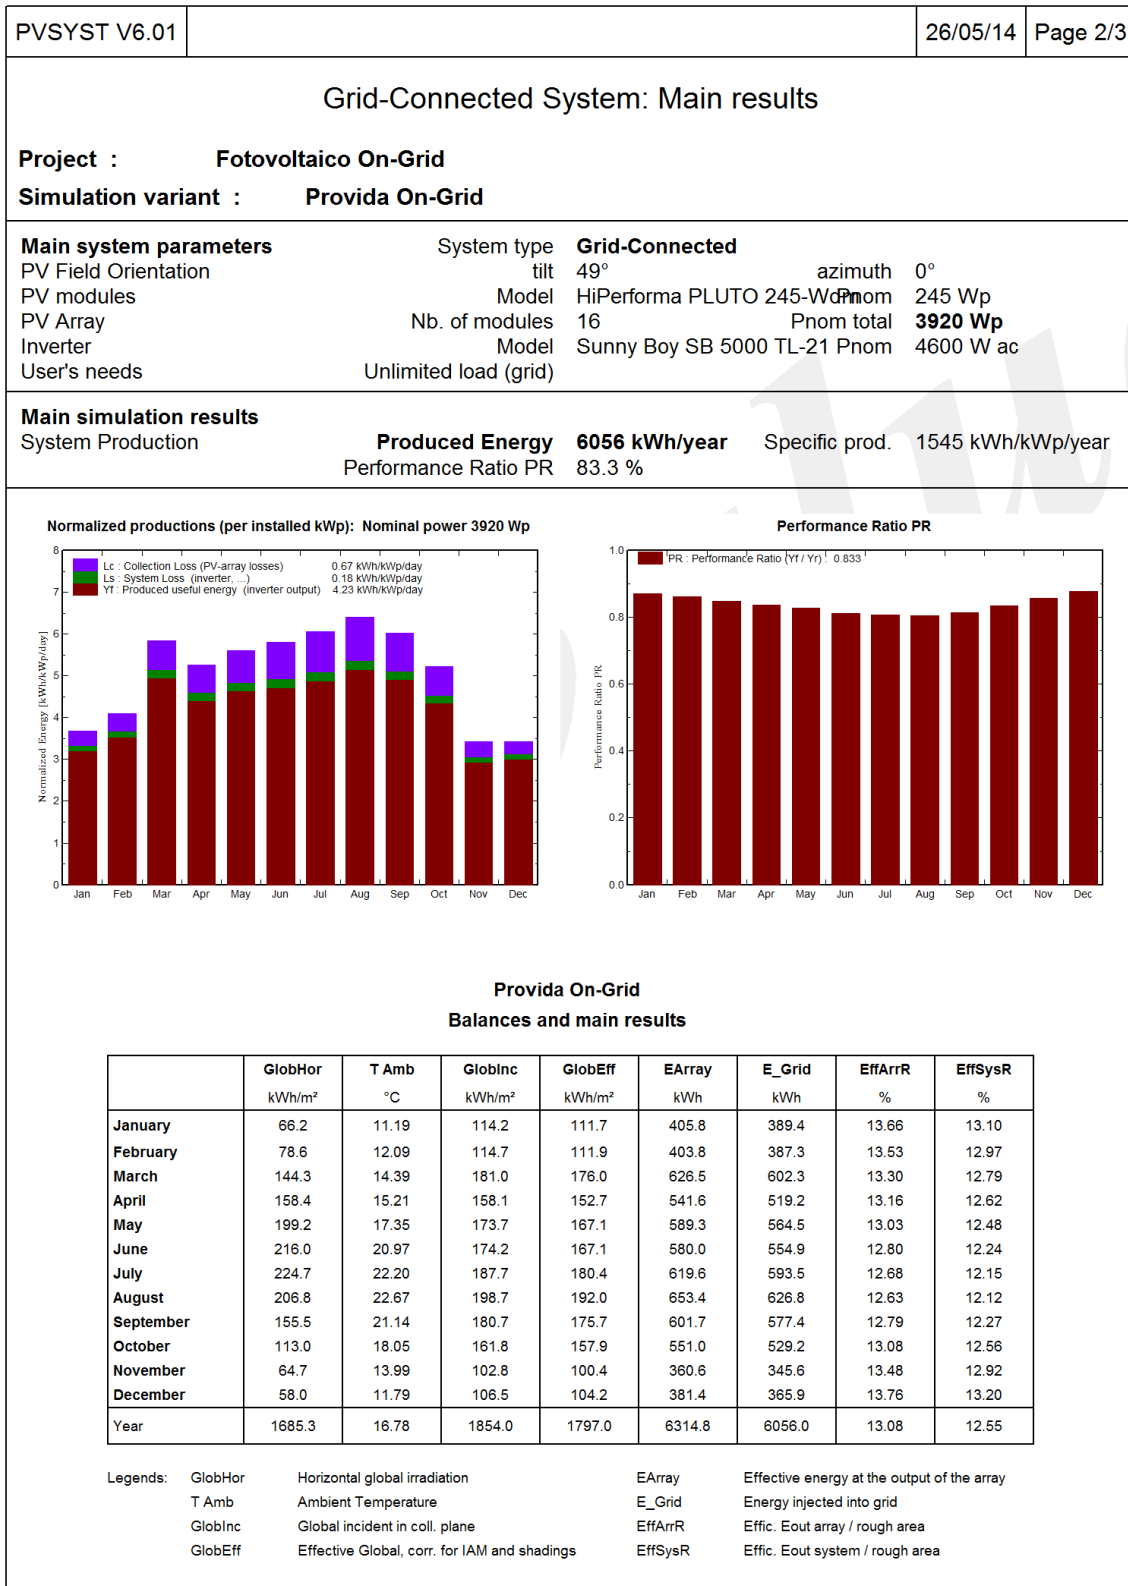 PVSYST V6.01 26/05/14 Page 2/3
Grid-Connected System: Main results
Project : Fotovoltaico On-Grid
Simulation variant : Provida On-Grid
Main system parameters System type Grid-Connected
PV Field Orientation tilt 49° azimuth 0°
PV modules Model HiPerforma PLUTO 245-Wdm Pnom 245 Wp
PV Array Nb. of modules 16 Pnom total 3920 Wp
Inverter Model Sunny Boy SB 5000 TL-21 Pnom 4600 W ac
User's needs Unlimited load (grid)
Main simulation results
System Production Produced Energy 6056 kWh/year Specific prod. 1545 kWh/kWp/year
Performance Ratio PR 83.3 %
Normalized productions (per installed kWp): Nominal power 3920 Wp
Lc : Collection Loss (PV-array losses) 0.67 kWh/kWp/day
Ls : System Loss (inverter, ...) 0.18 kWh/kWp/day
Yf : Produced useful energy (inverter output) 4.23 kWh/kWp/day
Normalized Energy [kWh/kWp/day]
8
7
6
5
4
3
2
1
0
Jan Feb Mar Apr May Jun Jul Aug Sep Oct Nov Dec
Performance Ratio PR
PR : Performance Ratio (Yf / Yr) : 0.833
Performance Ratio PR
1.0
0.8
0.6
0.4
0.2
0.0
Jan Feb Mar Apr May Jun Jul Aug Sep Oct Nov Dec
Provida On-Grid
Balances and main results
GlobHor T Amb GlobInc GlobEff EArray E_Grid EffArrR EffSysR
kWh/m² °C kWh/m² kWh/m² kWh kWh % %
January 66.2 11.19 114.2 111.7 405.8 389.4 13.66 13.10
February 78.6 12.09 114.7 111.9 403.8 387.3 13.53 12.97
March 144.3 14.39 181.0 176.0 626.5 602.3 13.30 12.79
April 158.4 15.21 158.1 152.7 541.6 519.2 13.16 12.62
May 199.2 17.35 173.7 167.1 589.3 564.5 13.03 12.48
June 216.0 20.97 174.2 167.1 580.0 554.9 12.80 12.24
July 224.7 22.20 187.7 180.4 619.6 593.5 12.68 12.15
August 206.8 22.67 198.7 192.0 653.4 626.8 12.63 12.12
September 155.5 21.14 180.7 175.7 601.7 577.4 12.79 12.27
October 113.0 18.05 161.8 157.9 551.0 529.2 13.08 12.56
November 64.7 13.99 102.8 100.4 360.6 345.6 13.48 12.92
December 58.0 11.79 106.5 104.2 381.4 365.9 13.76 13.20
Year 1685.3 16.78 1854.0 1797.0 6314.8 6056.0 13.08 12.55
Legends: GlobHor Horizontal global irradiation EArray Effective energy at the output of the array
T Amb Ambient Temperature E_Grid Energy injected into grid
GlobInc Global incident in coll. plane EffArrR Effic. Eout array / rough area
GlobEff Effective Global, corr. for IAM and shadings EffSysR Effic. Eout system / rough area